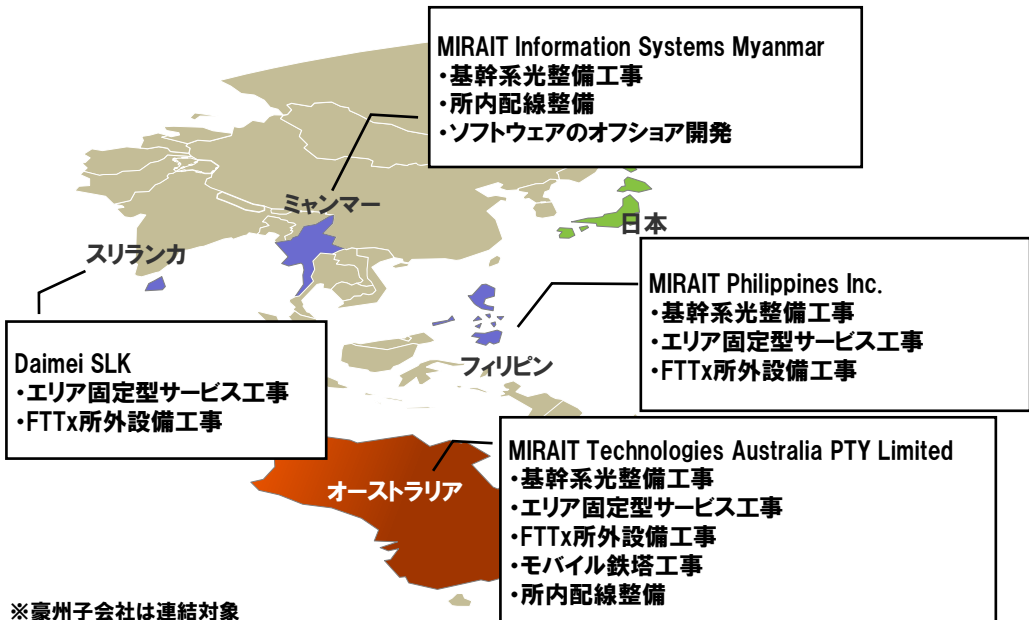 MIRAIT Information Systems Myanmar
・基幹系光整備工事
・所内配線整備
・ソフトウェアのオフショア開発
ミャンマー
日本
スリランカ
MIRAIT Philippines Inc.
・基幹系光整備工事
・エリア固定型サービス工事
・FTTx所外設備工事
フィリピン
Daimei SLK
・エリア固定型サービス工事
・FTTx所外設備工事
MIRAIT Technologies Australia PTY Limited
・基幹系光整備工事
・エリア固定型サービス工事
・FTTx所外設備工事
・モバイル鉄塔工事
・所内配線整備
オーストラリア
※豪州子会社は連結対象